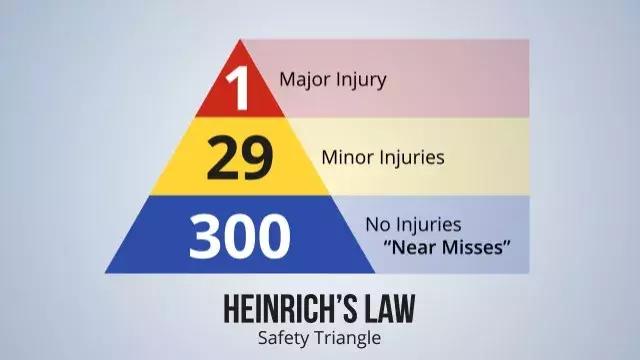 1 Major Injury
29 Minor Injuries
300 No Injuries
"Near Misses"
HEINRICH'S LAW
Safety Triangle